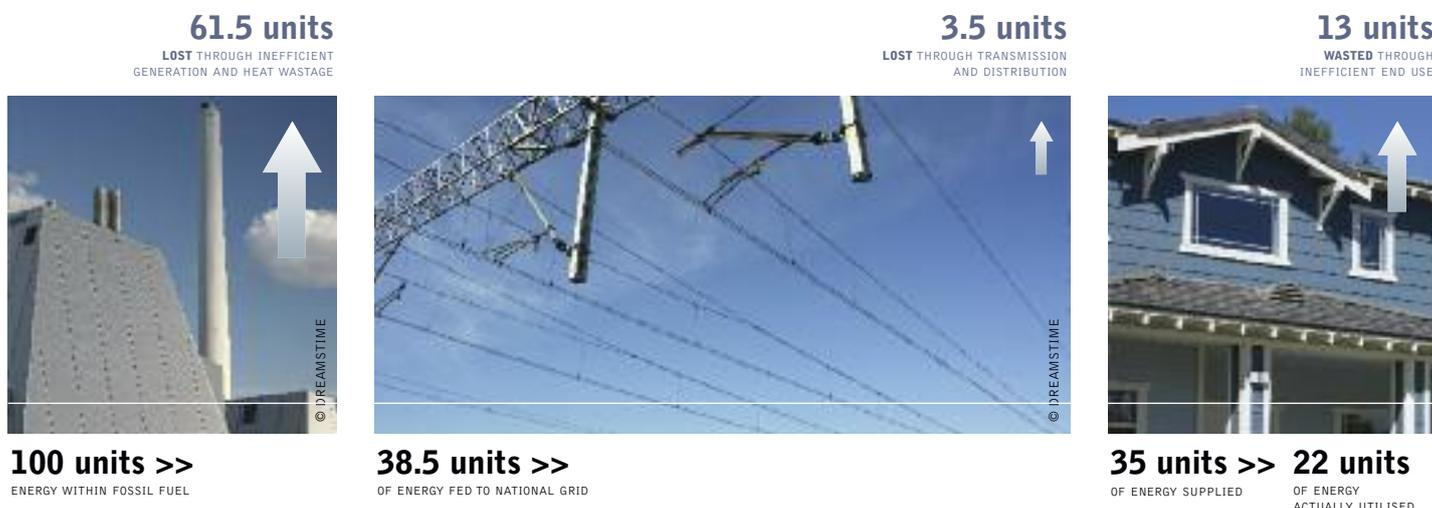 61.5 units
LOST THROUGH INEFFICIENT
GENERATION AND HEAT WASTAGE
3.5 units
LOST THROUGH TRANSMISSION
AND DISTRIBUTION
13 units
WASTED THROUGH
INEFFICIENT END USE
© DREAMSTIME
© DREAMSTIME
100 units >>
ENERGY WITHIN FOSSIL FUEL
38.5 units >>
OF ENERGY FED TO NATIONAL GRID
35 units >>
OF ENERGY SUPPLIED
22 units
OF ENERGY
ACTUALLY UTILISED